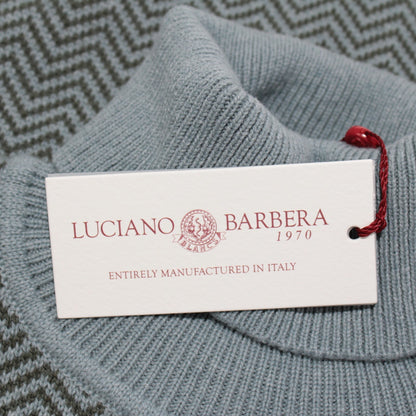 LUCIANO BARBERA
1970
ENTIRELY MANUFACTURED IN ITALY